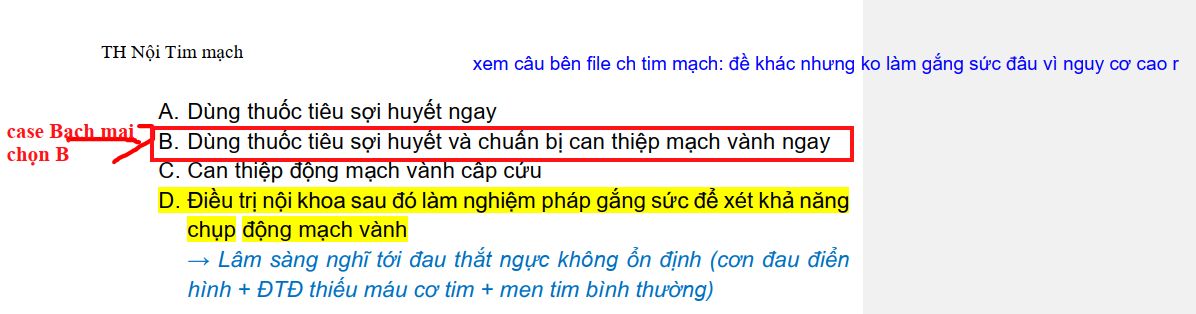 TH Nội Tim mạch
xem câu bên file ch tim mạch: đề khác nhưng ko làm gắng sức đâu vì nguy cơ cao r
A. Dùng thuốc tiêu sợi huyết ngay
case Bạch mai
chọn B
B. Dùng thuốc tiêu sợi huyết và chuẩn bị can thiệp mạch vành ngay
C. Can thiệp động mạch vành cấp cứu
D. Điều trị nội khoa sau đó làm nghiệm pháp gắng sức để xét khả năng
chụp động mạch vành
→ Lâm sàng nghĩ tới đau thắt ngực không ổn định (cơn đau điển
hình + ĐTĐ thiếu máu cơ tim + men tim bình thường)